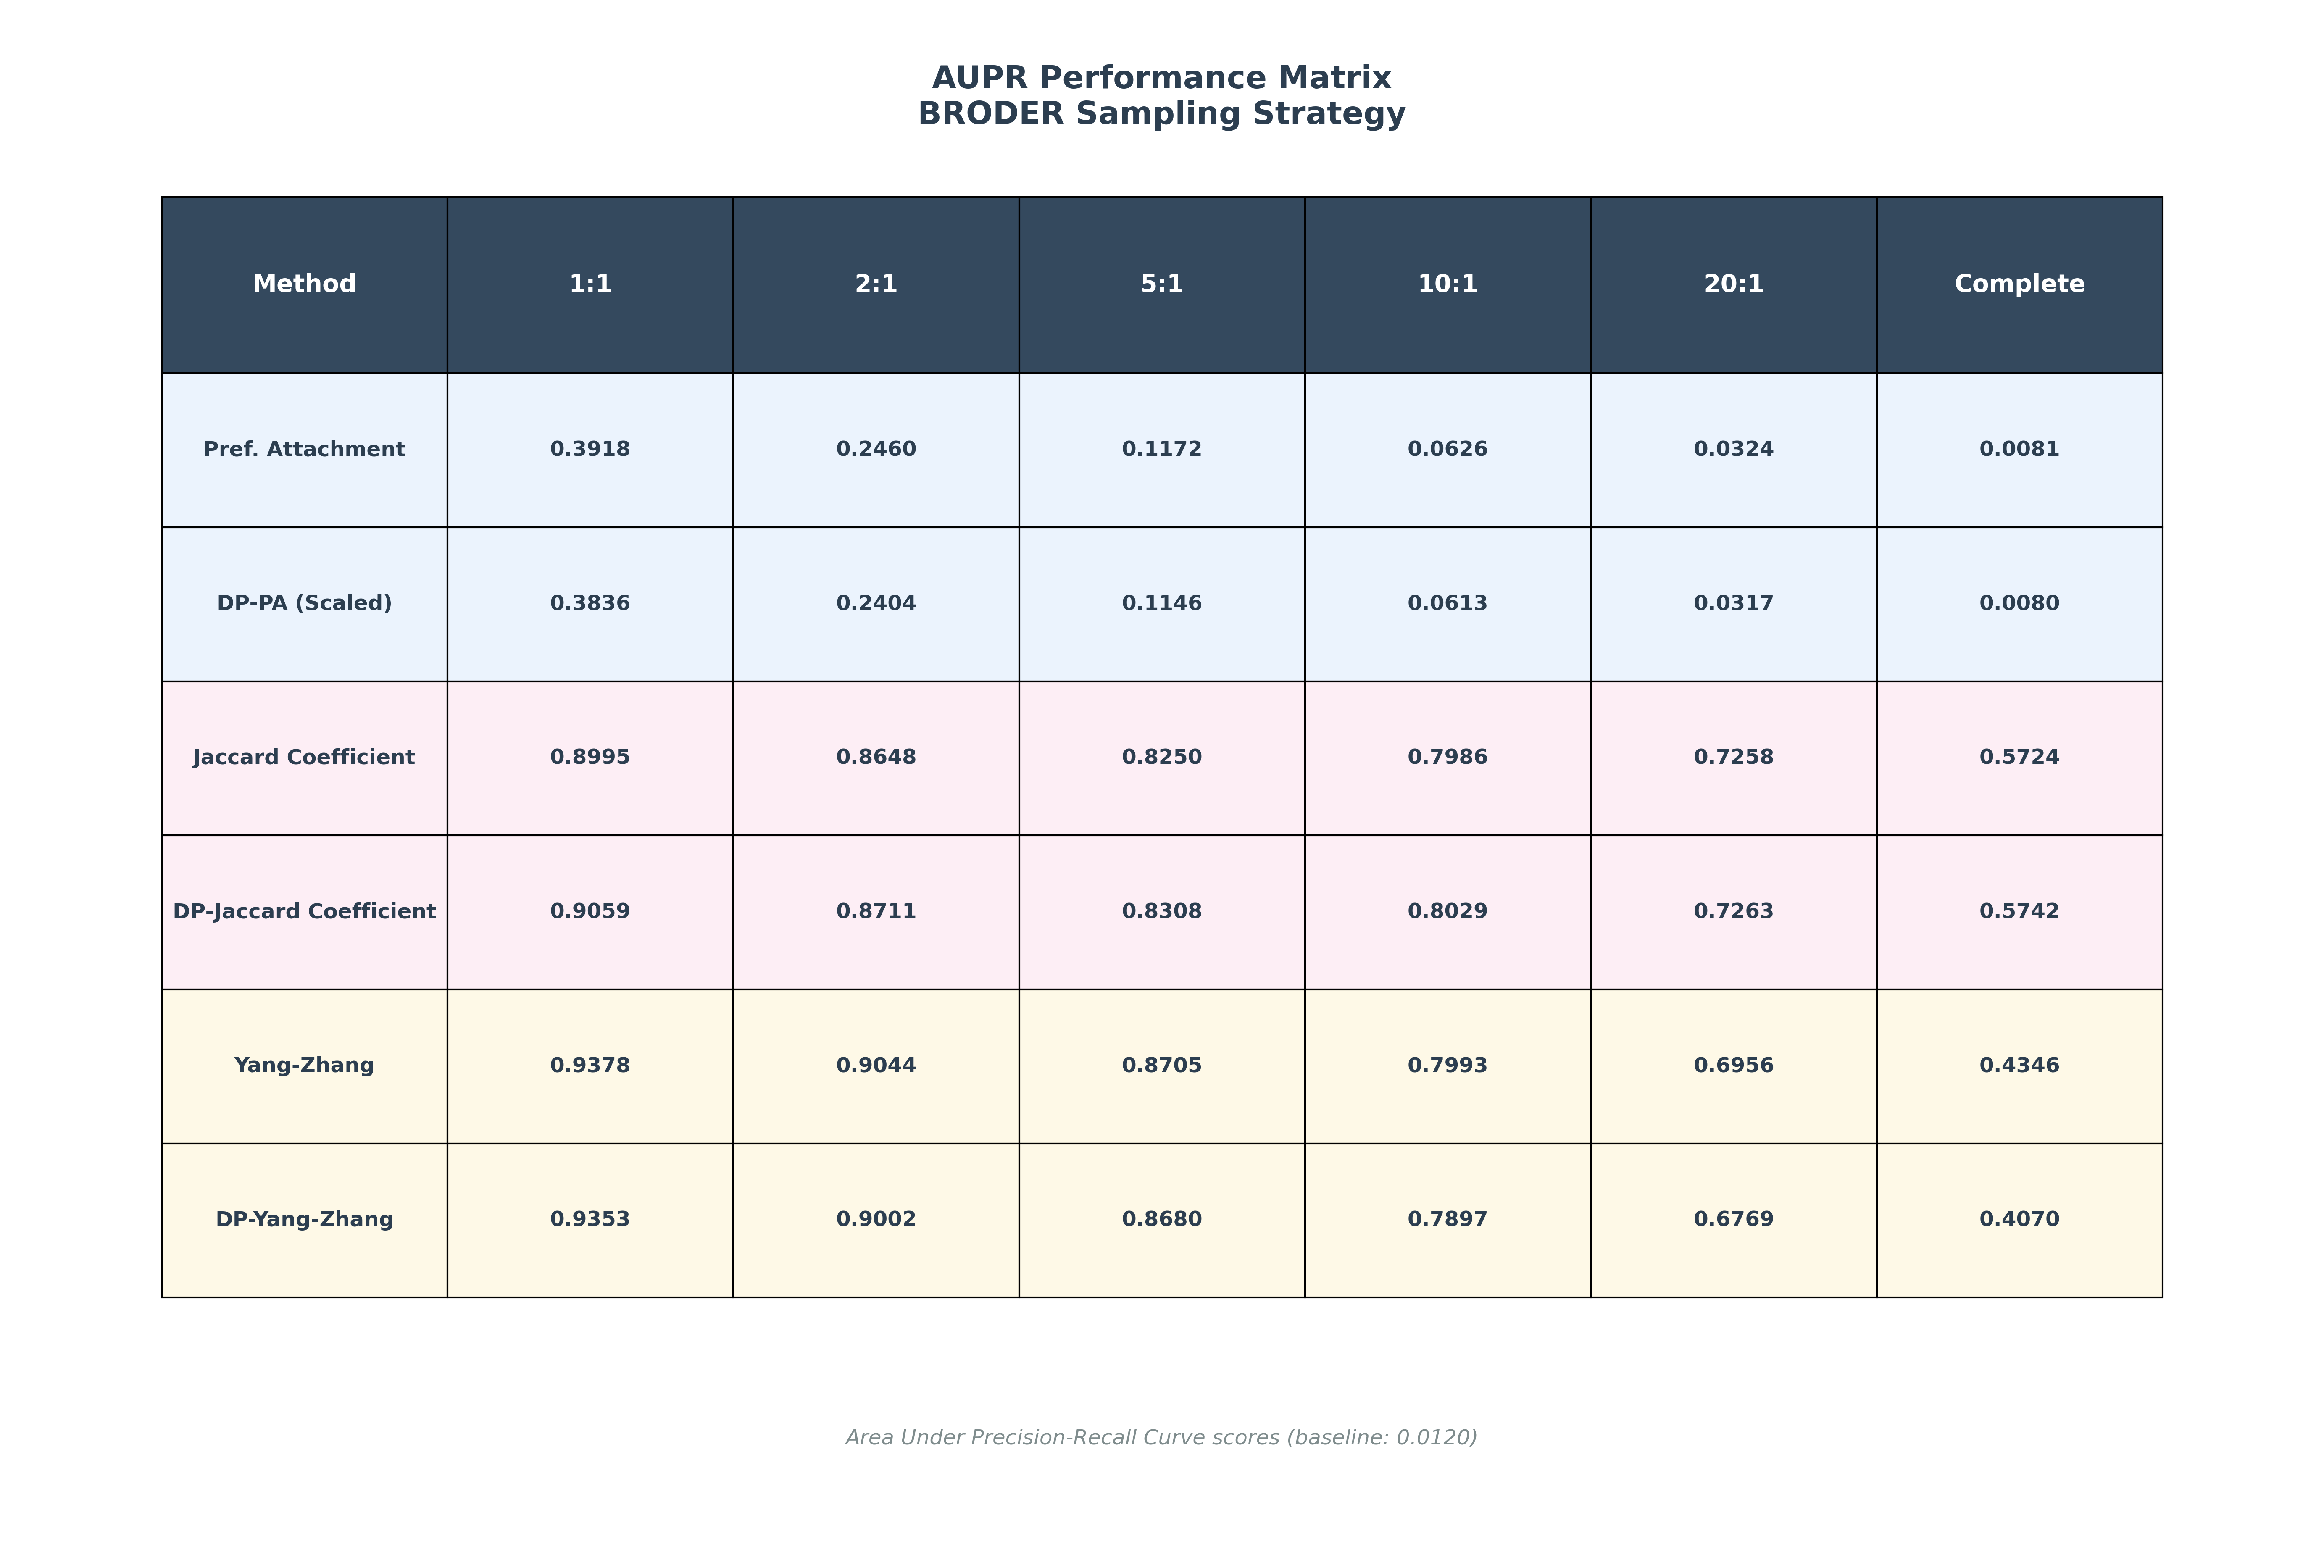 AUPR Performance Matrix
BRODER Sampling Strategy
Method 1:1 2:1 5:1 10:1 20:1 Complete
Pref. Attachment 0.3918 0.2460 0.1172 0.0626 0.0324 0.0081
DP-PA (Scaled) 0.3836 0.2404 0.1146 0.0613 0.0317 0.0080
Jaccard Coefficient 0.8995 0.8648 0.8250 0.7986 0.7258 0.5724
DP-Jaccard Coefficient 0.9059 0.8711 0.8308 0.8029 0.7263 0.5742
Yang-Zhang 0.9378 0.9044 0.8705 0.7993 0.6956 0.4346
DP-Yang-Zhang 0.9353 0.9002 0.8680 0.7897 0.6769 0.4070
Area Under Precision-Recall Curve scores (baseline: 0.0120)